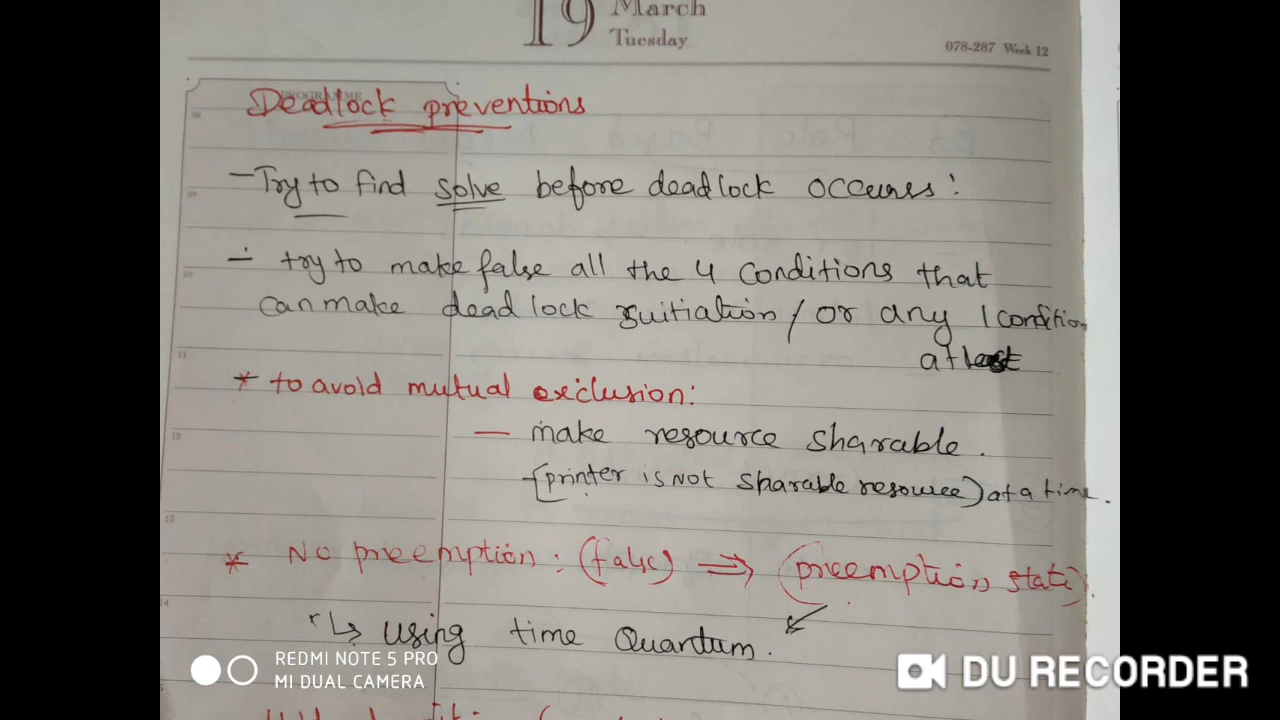 19 March
Tuesday
078-287 Week 12
PROGRAMME
Deadlock preventions
- Try to find solve before deadlock occures:
- try to make false all the 4 conditions that
can make dead lock suitiation / or any 1 condition
atleast
* to avoid mutual exclusion:
- make resource sharable.
(printer is not sharable resource) at a time.
* No preemption: (false) ⇒ (preemption state).
↳ using time Quantum.
REDMI NOTE 5 PRO
MI DUAL CAMERA
DU RECORDER